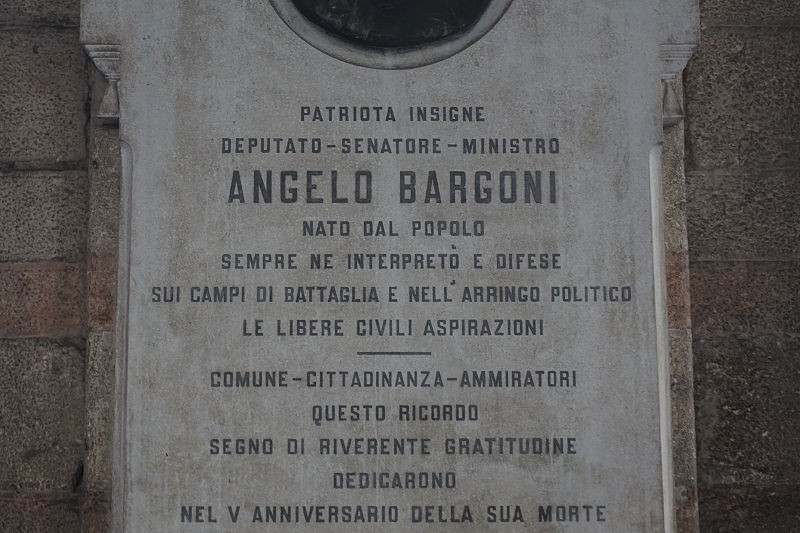 PATRIOTA INSIGNE
DEPUTATO-SENATORE-MINISTRO
ANGELO BARGONI
NATO DAL POPOLO
SEMPRE NE INTERPRETÒ E DIFESE
SUI CAMPI DI BATTAGLIA E NELL'ARRINGO POLITICO
LE LIBERE CIVILI ASPIRAZIONI
COMUNE-CITTADINANZA-AMMIRATORI
QUESTO RICORDO
SEGNO DI RIVERENTE GRATITUDINE
DEDICARONO
NEL V ANNIVERSARIO DELLA SUA MORTE